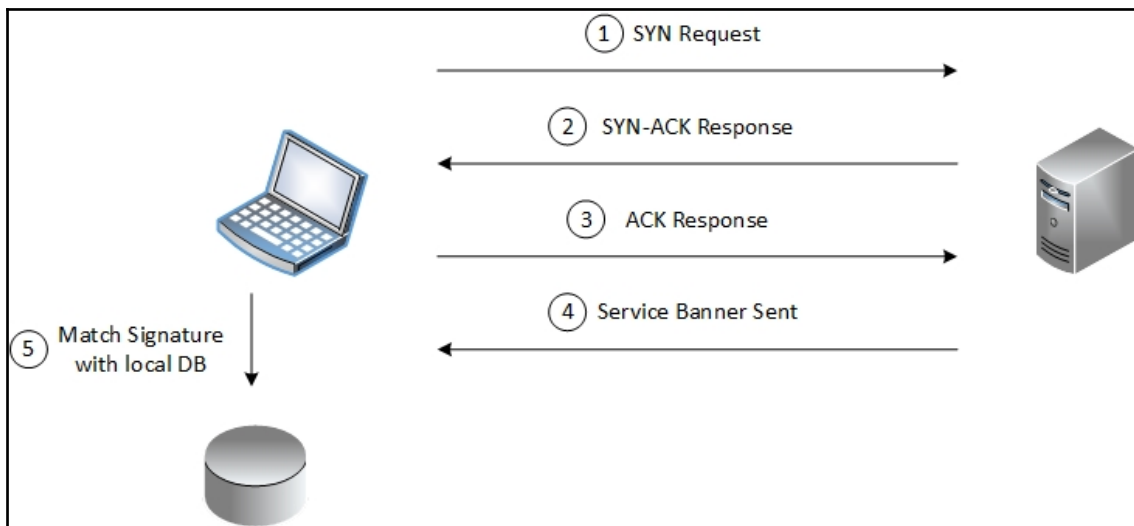 1 SYN Request
2 SYN-ACK Response
3 ACK Response
4 Service Banner Sent
5 Match Signature
with local DB